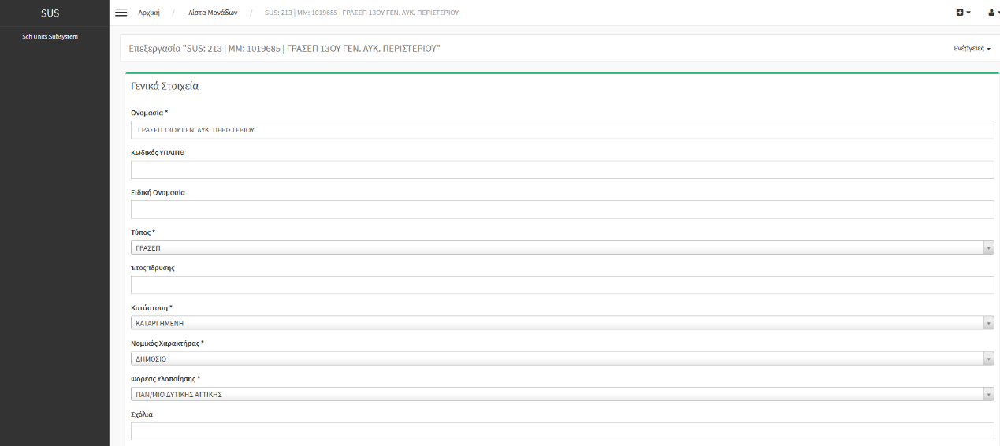 SUS
Αρχική / Λίστα Μονάδων / SUS: 213 | MM: 1019685 | ΓΡΑΣΕΠ 13ΟΥ ΓΕΝ. ΛΥΚ. ΠΕΡΙΣΤΕΡΙΟΥ
Sch Units Subsystem
Επεξεργασία "SUS: 213 | MM: 1019685 | ΓΡΑΣΕΠ 13ΟΥ ΓΕΝ. ΛΥΚ. ΠΕΡΙΣΤΕΡΙΟΥ"
Ενέργειες
Γενικά Στοιχεία
Ονομασία *
ΓΡΑΣΕΠ 13ΟΥ ΓΕΝ. ΛΥΚ. ΠΕΡΙΣΤΕΡΙΟΥ
Κωδικός ΥΠΑΙΠΘ
Ειδική Ονομασία
Τύπος *
ΓΡΑΣΕΠ
Έτος Ίδρυσης
Κατάσταση *
ΚΑΤΑΡΓΗΜΕΝΗ
Νομικός Χαρακτήρας *
ΔΗΜΟΣΙΟ
Φορέας Υλοποίησης *
ΠΑΝ/ΜΙΟ ΔΥΤΙΚΗΣ ΑΤΤΙΚΗΣ
Σχόλια